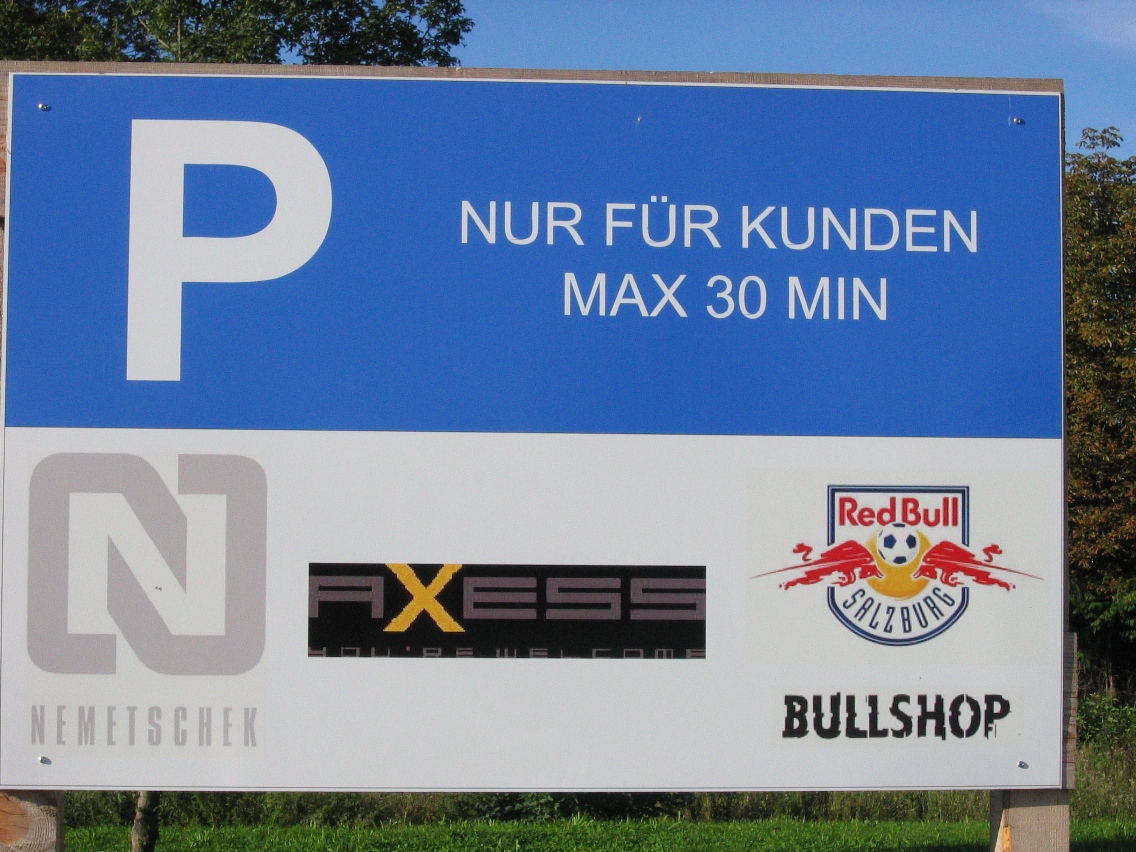 P
NUR FÜR KUNDEN
MAX 30 MIN
N
NEMETSCHEK
AXESS
YOU'RE WELCOME
Red Bull
SALZBURG
BULLSHOP